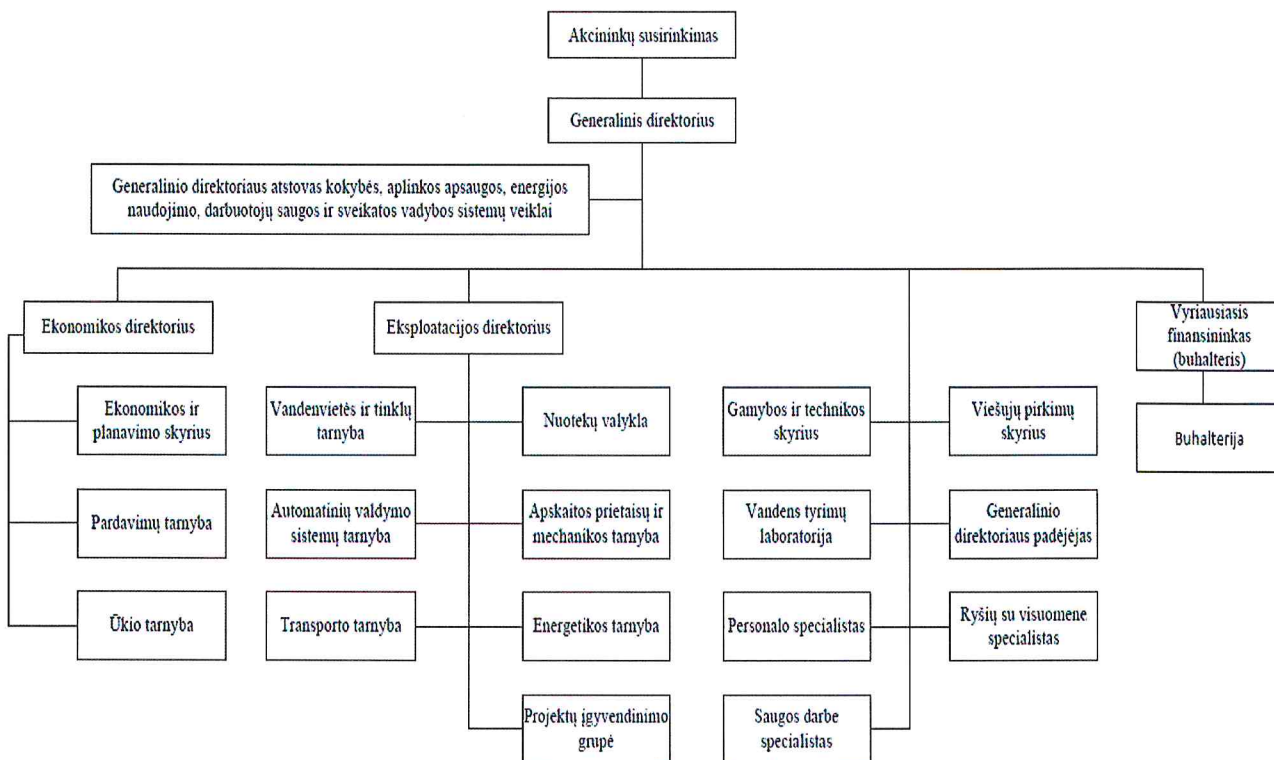 Akcininkų susirinkimas
Generalinis direktorius
Generalinio direktoriaus atstovas kokybės, aplinkos apsaugos, energijos
naudojimo, darbuotojų saugos ir sveikatos vadybos sistemų veiklai
Ekonomikos direktorius
Eksploatacijos direktorius
Vyriausiasis
finansininkas
(buhalteris)
Ekonomikos ir
planavimo skyrius
Vandenvietės ir tinklų
tarnyba
Nuotekų valykla
Gamybos ir technikos
skyrius
Viešųjų pirkimų
skyrius
Buhalterija
Pardavimų tarnyba
Automatinių valdymo
sistemų tarnyba
Apskaitos prietaisų ir
mechanikos tarnyba
Vandens tyrimų
laboratorija
Generalinio
direktoriaus padėjėjas
Ūkio tarnyba
Transporto tarnyba
Energetikos tarnyba
Personalo specialistas
Ryšių su visuomene
specialistas
Projektų įgyvendinimo
grupė
Saugos darbe
specialistas